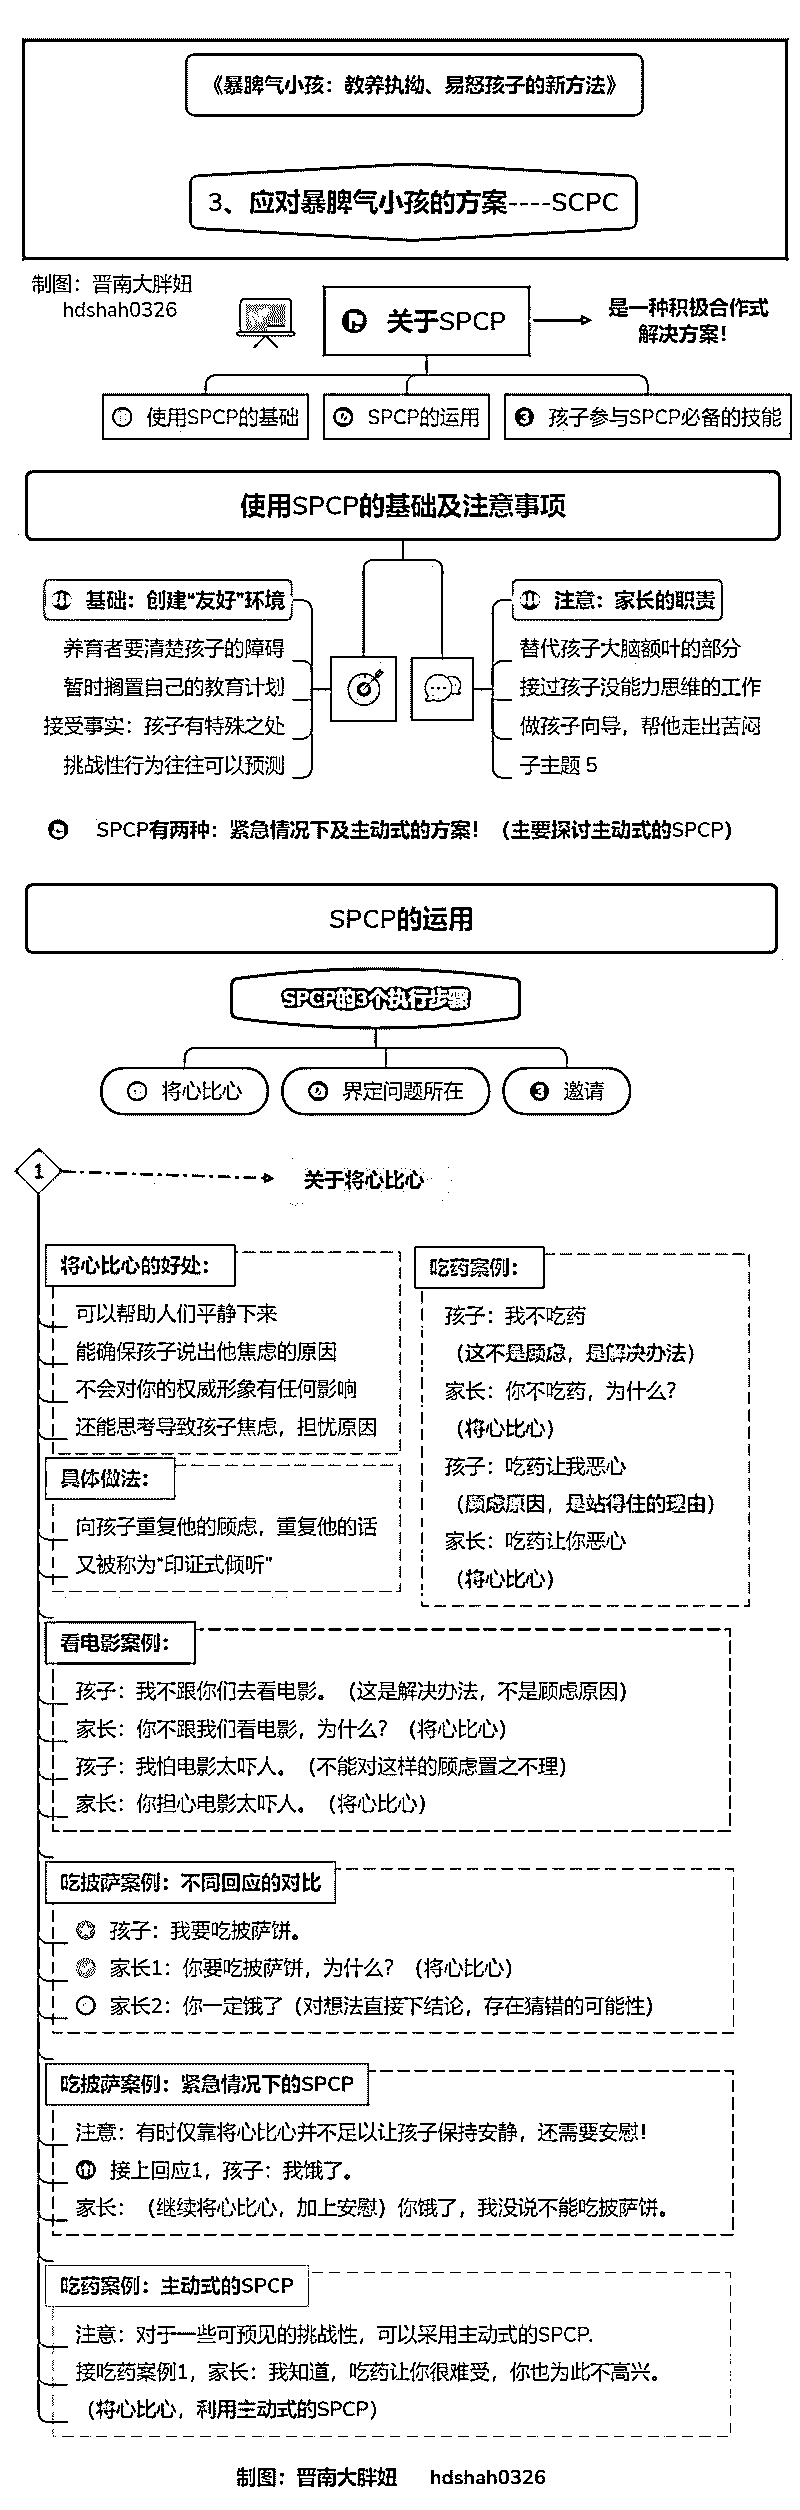 《暴脾气小孩：教养执拗、易怒孩子的新方法》
3、应对暴脾气小孩的方案----SCPC
制图：晋南大胖妞
hdshah0326
关于SPCP
是一种积极合作式
解决方案！
使用SPCP的基础
SPCP的运用
3 孩子参与SPCP必备的技能
使用SPCP的基础及注意事项
基础：创建“友好”环境
养育者要清楚孩子的障碍
暂时搁置自己的教育计划
接受事实：孩子有特殊之处
挑战性行为往往可以预测
注意：家长的职责
替代孩子大脑额叶的部分
接过孩子没能力思维的工作
做孩子向导，帮他走出苦闷
子主题 5
SPCP有两种：紧急情况下及主动式的方案！（主要探讨主动式的SPCP）
SPCP的运用
SPCP的3个执行步骤
将心比心
界定问题所在
3 邀请
1
关于将心比心
将心比心的好处：
可以帮助人们平静下来
能确保孩子说出他焦虑的原因
不会对你的权威形象有任何影响
还能思考导致孩子焦虑，担忧原因
具体做法：
向孩子重复他的顾虑，重复他的话
又被称为“印证式倾听”
吃药案例：
孩子：我不吃药
（这不是顾虑，是解决办法）
家长：你不吃药，为什么？
（将心比心）
孩子：吃药让我恶心
（顾虑原因，是站得住的理由）
家长：吃药让你恶心
（将心比心）
看电影案例：
孩子：我不跟你们去看电影。（这是解决办法，不是顾虑原因）
家长：你不跟我们看电影，为什么？（将心比心）
孩子：我怕电影太吓人。（不能对这样的顾虑置之不理）
家长：你担心电影太吓人。（将心比心）
吃披萨案例：不同回应的对比
孩子：我要吃披萨饼。
家长1：你要吃披萨饼，为什么？（将心比心）
家长2：你一定饿了（对想法直接下结论，存在猜错的可能性）
吃披萨案例：紧急情况下的SPCP
注意：有时仅靠将心比心并不足以让孩子保持安静，还需要安慰！
接上回应1，孩子：我饿了。
家长：（继续将心比心，加上安慰）你饿了，我没说不能吃披萨饼。
吃药案例：主动式的SPCP
注意：对于一些可预见的挑战性，可以采用主动式的SPCP.
接吃药案例1，家长：我知道，吃药让你很难受，你也为此不高兴。
（将心比心，利用主动式的SPCP）
制图：晋南大胖妞 hdshah0326